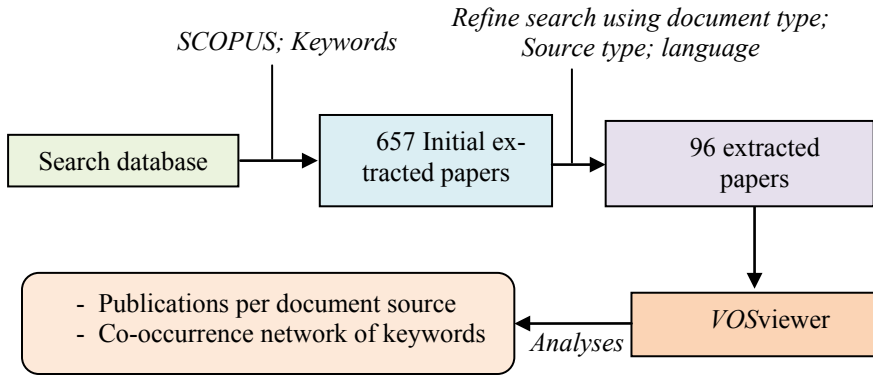 SCOPUS; Keywords
Refine search using document type;
Source type; language
Search database
657 Initial ex-
tracted papers
96 extracted
papers
- Publications per document source
- Co-occurrence network of keywords
Analyses
VOSviewer